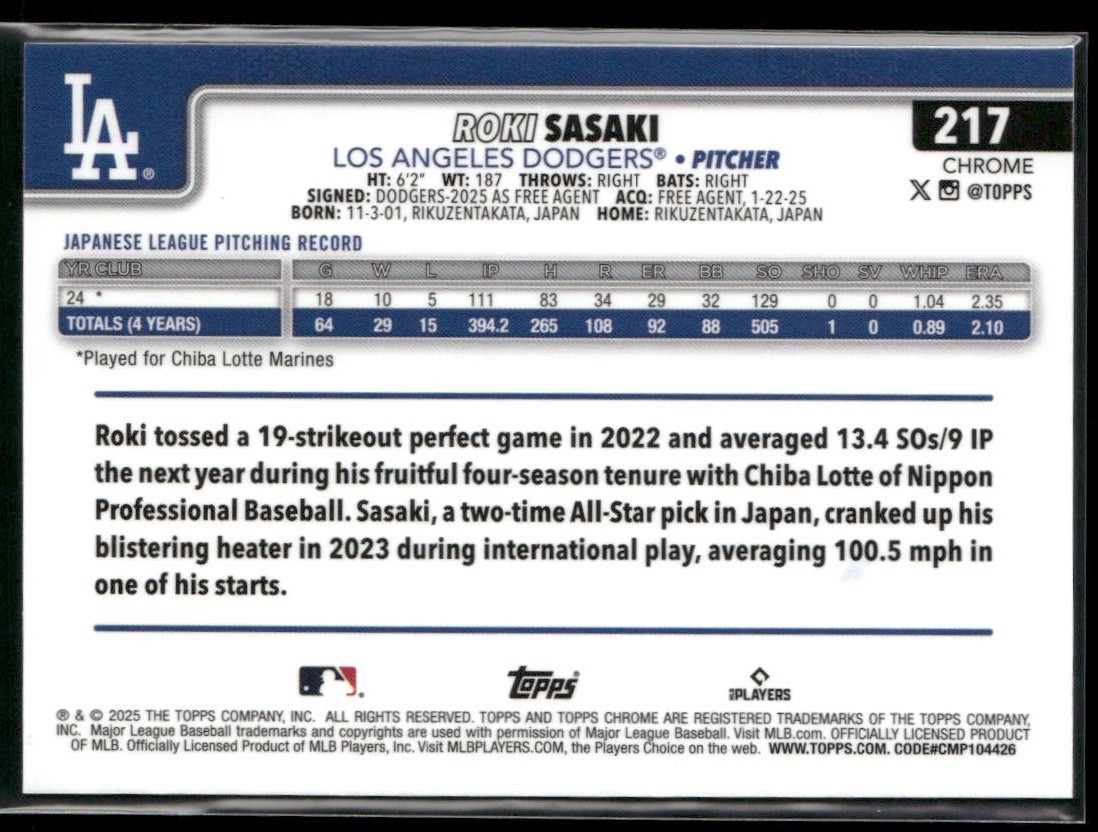 LA®
ROKI SASAKI
217
LOS ANGELES DODGERS® • PITCHER
CHROME
HT: 6'2" WT: 187 THROWS: RIGHT BATS: RIGHT
SIGNED: DODGERS-2025 AS FREE AGENT ACQ: FREE AGENT, 1-22-25
@TOPPS
BORN: 11-3-01, RIKUZENTAKATA, JAPAN HOME: RIKUZENTAKATA, JAPAN
JAPANESE LEAGUE PITCHING RECORD
YR CLUB G W L IP H R ER BB SO SHO SV WHIP ERA
24 * 18 10 5 111 83 34 29 32 129 0 0 1.04 2.35
TOTALS (4 YEARS) 64 29 15 394.2 265 108 92 88 505 1 0 0.89 2.10
*Played for Chiba Lotte Marines
Roki tossed a 19-strikeout perfect game in 2022 and averaged 13.4 SOs/9 IP
the next year during his fruitful four-season tenure with Chiba Lotte of Nippon
Professional Baseball. Sasaki, a two-time All-Star pick in Japan, cranked up his
blistering heater in 2023 during international play, averaging 100.5 mph in
one of his starts.
Topps®
MLB PLAYERS
® & © 2025 THE TOPPS COMPANY, INC. ALL RIGHTS RESERVED. TOPPS AND TOPPS CHROME ARE REGISTERED TRADEMARKS OF THE TOPPS COMPANY,
INC. Major League Baseball trademarks and copyrights are used with permission of Major League Baseball. Visit MLB.com. OFFICIALLY LICENSED PRODUCT
OF MLB. Officially Licensed Product of MLB Players, Inc. Visit MLBPLAYERS.COM, the Players Choice on the web. WWW.TOPPS.COM. CODE#CMP104426